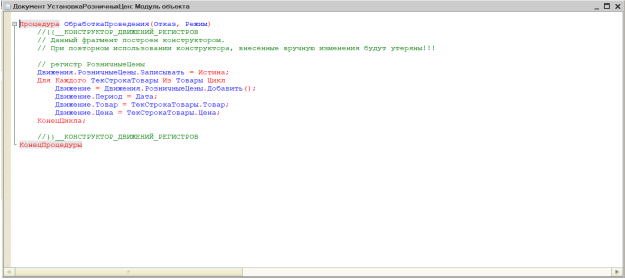 Документ УстановкаРозничныхЦен: Модуль объекта
Процедура ОбработкаПроведения(Отказ, Режим)
//{{__КОНСТРУКТОР_ДВИЖЕНИЙ_РЕГИСТРОВ
// Данный фрагмент построен конструктором.
// При повторном использовании конструктора, внесенные вручную изменения будут утеряны!!!
// регистр РозничныеЦены
Движения.РозничныеЦены.Записывать = Истина;
Для Каждого ТекСтрокаТовары Из Товары Цикл
Движение = Движения.РозничныеЦены.Добавить();
Движение.Период = Дата;
Движение.Товар = ТекСтрокаТовары.Товар;
Движение.Цена = ТекСтрокаТовары.Цена;
КонецЦикла;
//}}__КОНСТРУКТОР_ДВИЖЕНИЙ_РЕГИСТРОВ
КонецПроцедуры